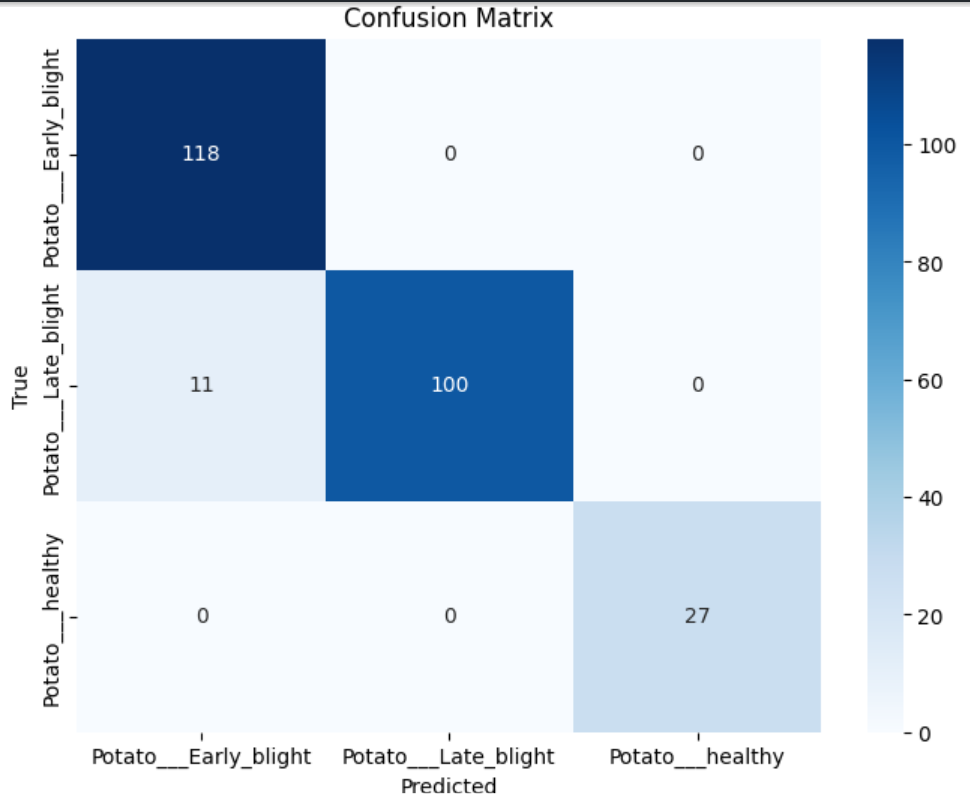 Confusion Matrix
Potato___Early_blight
118
0
0
100
80
True
Potato___Late_blight
11
100
0
60
40
Potato___healthy
0
0
27
20
0
Potato___Early_blight
Potato___Late_blight
Potato___healthy
Predicted